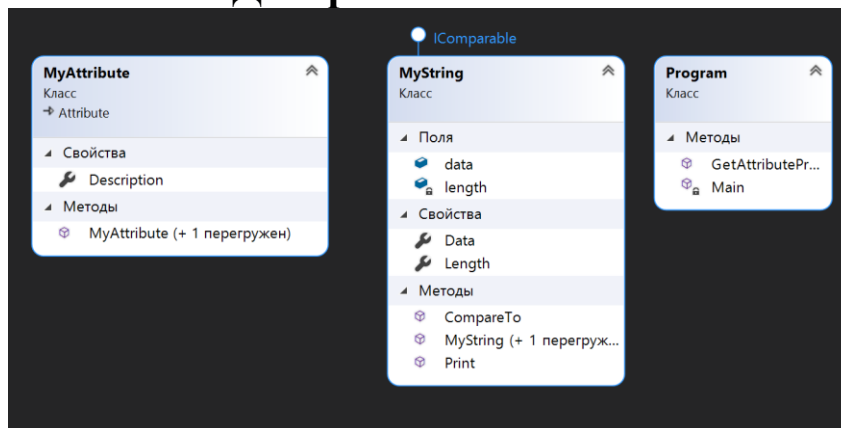 IComparable
MyAttribute
Класс
Attribute
Свойства
Description
Методы
MyAttribute (+ 1 перегружен)
MyString
Класс
Поля
data
length
Свойства
Data
Length
Методы
CompareTo
MyString (+ 1 перегруж...
Print
Program
Класс
Методы
GetAttributePr...
Main